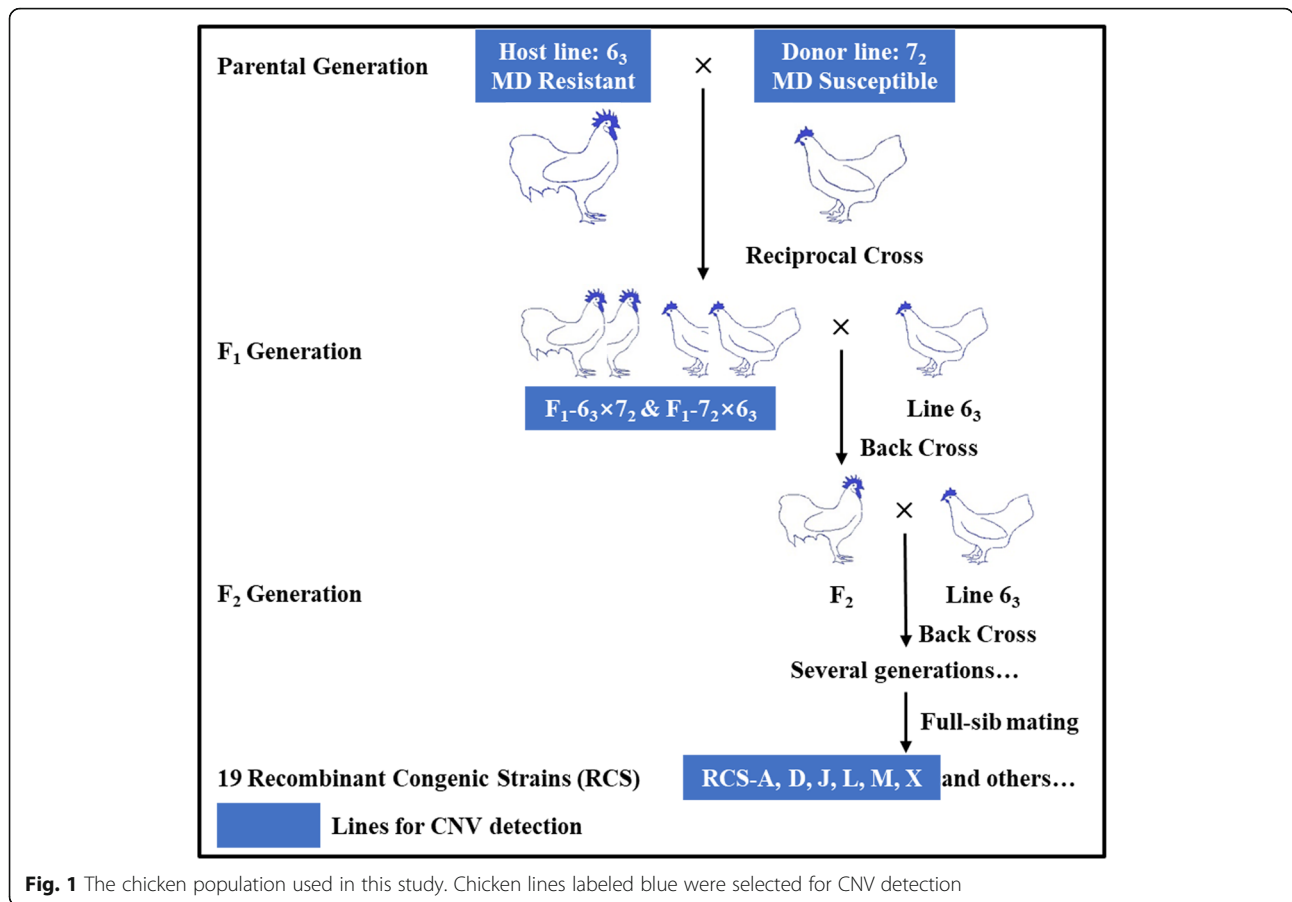 Parental Generation
Host line: 6₃
MD Resistant
×
Donor line: 7₂
MD Susceptible
Reciprocal Cross
F₁ Generation
×
F₁-6₃×7₂ & F₁-7₂×6₃
Line 6₃
Back Cross
×
F₂ Generation
F₂
Line 6₃
Back Cross
Several generations…
Full-sib mating
19 Recombinant Congenic Strains (RCS)
RCS-A, D, J, L, M, X and others…
Lines for CNV detection
Fig. 1 The chicken population used in this study. Chicken lines labeled blue were selected for CNV detection